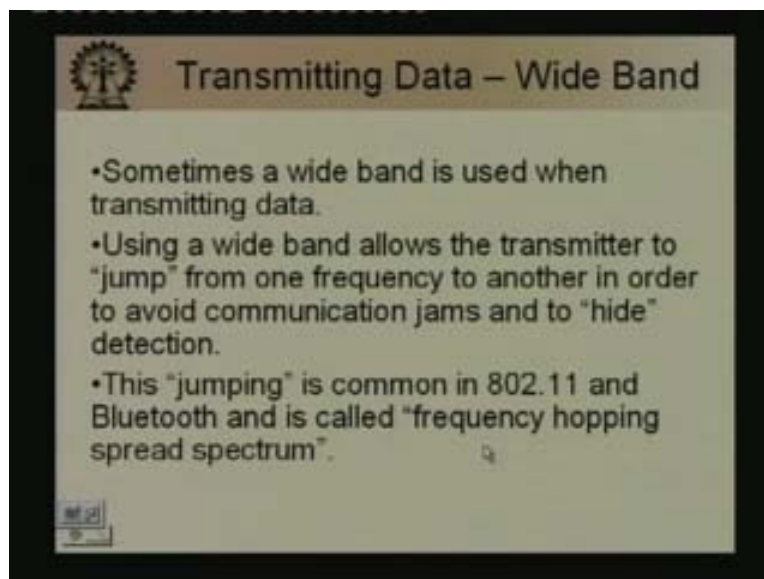 Transmitting Data – Wide Band
•Sometimes a wide band is used when
transmitting data.
•Using a wide band allows the transmitter to
“jump” from one frequency to another in order
to avoid communication jams and to “hide”
detection.
•This “jumping” is common in 802.11 and
Bluetooth and is called “frequency hopping
spread spectrum”.